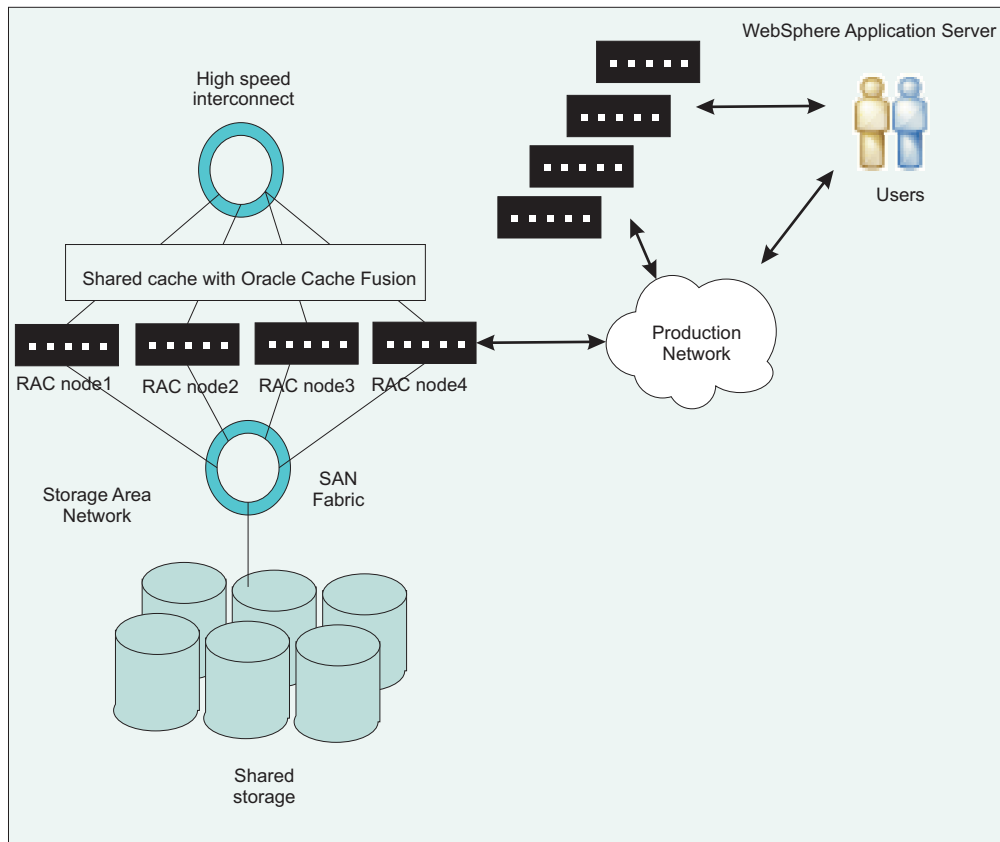 WebSphere Application Server
High speed
interconnect
Users
Shared cache with Oracle Cache Fusion
Production
Network
RAC node1
RAC node2
RAC node3
RAC node4
Storage Area
Network
SAN
Fabric
Shared
storage